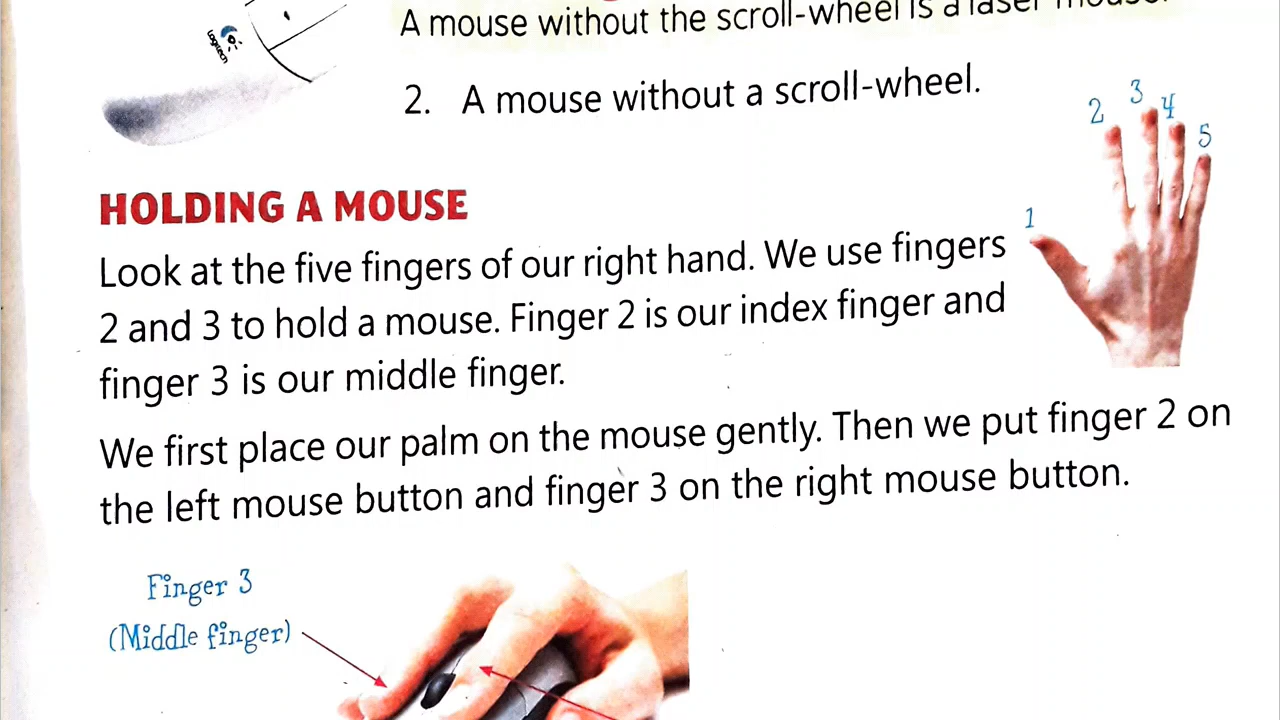 A mouse without the scroll-wheel is a laser mouse.
Logitech
2. A mouse without a scroll-wheel.
1 2 3 4 5
HOLDING A MOUSE
Look at the five fingers of our right hand. We use fingers
2 and 3 to hold a mouse. Finger 2 is our index finger and
finger 3 is our middle finger.
We first place our palm on the mouse gently. Then we put finger 2 on
the left mouse button and finger 3 on the right mouse button.
Finger 3
(Middle finger)